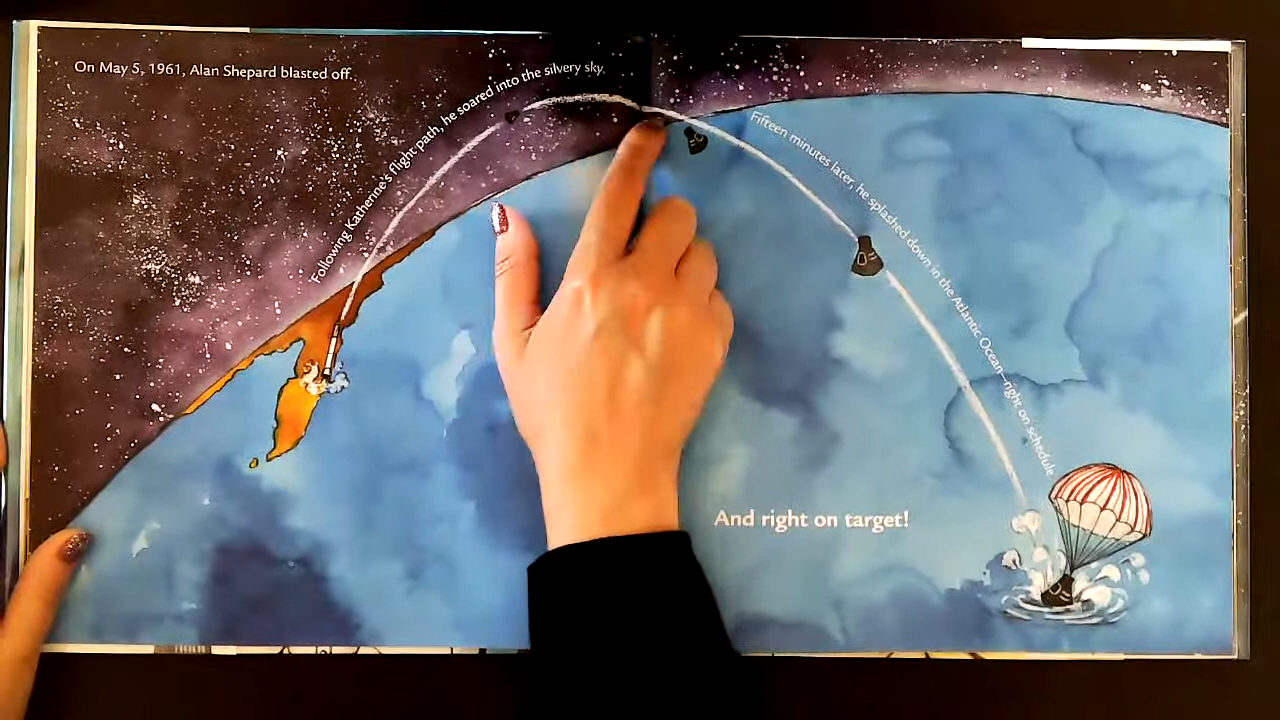 On May 5, 1961, Alan Shepard blasted off.
Following Katherine's flight path, he soared into the silvery sky.
Fifteen minutes later, he splashed down in the Atlantic Ocean—right on schedule.
And right on target!